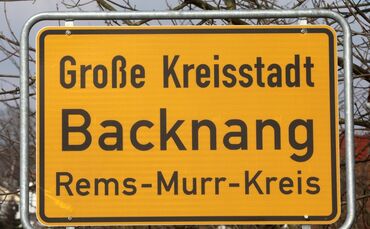 Große Kreisstadt
Backnang
Rems-Murr-Kreis